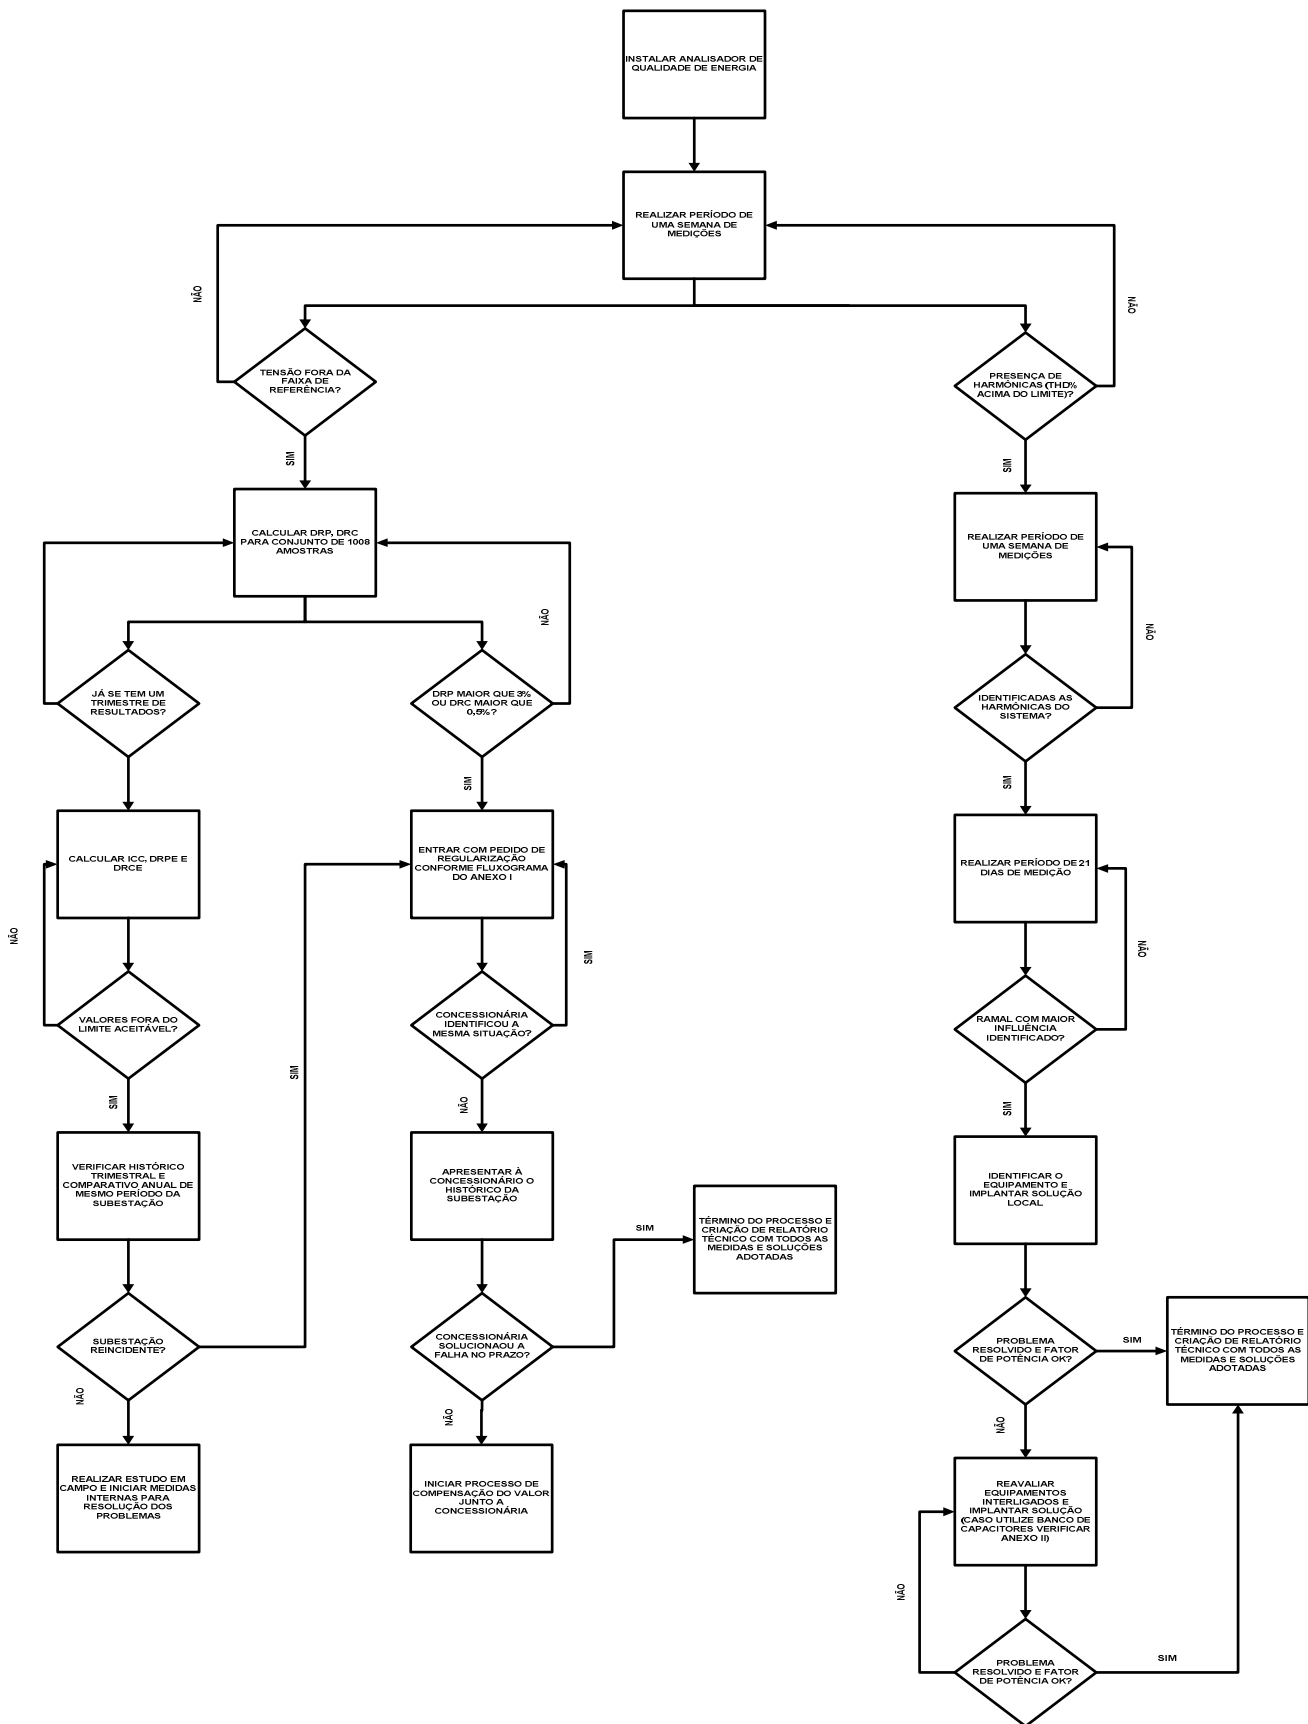 INSTALAR ANALISADOR DE
QUALIDADE DE ENERGIA
REALIZAR PERÍODO DE
UMA SEMANA DE
MEDIÇÕES
NÃO
NÃO
TENSÃO FORA DA
FAIXA DE
REFERÊNCIA?
PRESENÇA DE
HARMÔNICAS (THD%
ACIMA DO LIMITE)?
SIM
SIM
CALCULAR DRP, DRC
PARA CONJUNTO DE 1008
AMOSTRAS
REALIZAR PERÍODO DE
UMA SEMANA DE
MEDIÇÕES
NÃO
NÃO
JÁ SE TEM UM
TRIMESTRE DE
RESULTADOS?
DRP MAIOR QUE 3%
OU DRC MAIOR QUE
0,5%?
IDENTIFICADAS AS
HARMÔNICAS DO
SISTEMA?
SIM
SIM
CALCULAR ICC, DRPE E
DRCE
ENTRAR COM PEDIDO DE
REGULARIZAÇÃO
CONFORME FLUXOGRAMA
DO ANEXO I
REALIZAR PERÍODO DE 21
DIAS DE MEDIÇÃO
NÃO
SIM
NÃO
VALORES FORA DO
LIMITE ACEITÁVEL?
CONCESSIONÁRIA
IDENTIFICOU A
MESMA SITUAÇÃO?
RAMAL COM MAIOR
INFLUÊNCIA
IDENTIFICADO?
SIM
SIM
NÃO
SIM
VERIFICAR HISTÓRICO
TRIMESTRAL E
COMPARATIVO ANUAL DE
MESMO PERÍODO DA
SUBESTAÇÃO
APRESENTAR À
CONCESSIONÁRIO O
HISTÓRICO DA
SUBESTAÇÃO
IDENTIFICAR O
EQUIPAMENTO E
IMPLANTAR SOLUÇÃO
LOCAL
SIM
TÉRMINO DO PROCESSO E
CRIAÇÃO DE RELATÓRIO
TÉCNICO COM TODOS AS
MEDIDAS E SOLUÇÕES
ADOTADAS
SUBESTAÇÃO
REINCIDENTE?
CONCESSIONÁRIA
SOLUCIONAOU A
FALHA NO PRAZO?
PROBLEMA
RESOLVIDO E FATOR
DE POTÊNCIA OK?
SIM
TÉRMINO DO PROCESSO E
CRIAÇÃO DE RELATÓRIO
TÉCNICO COM TODOS AS
MEDIDAS E SOLUÇÕES
ADOTADAS
NÃO
NÃO
NÃO
REALIZAR ESTUDO EM
CAMPO E INICIAR MEDIDAS
INTERNAS PARA
RESOLUÇÃO DOS
PROBLEMAS
INICIAR PROCESSO DE
COMPENSAÇÃO DO VALOR
JUNTO A
CONCESSIONÁRIA
REAVALIAR
EQUIPAMENTOS
INTERLIGADOS E
IMPLANTAR SOLUÇÃO
(CASO UTILIZE BANCO DE
CAPACITORES VERIFICAR
ANEXO II)
NÃO
PROBLEMA
RESOLVIDO E FATOR
DE POTÊNCIA OK?
SIM